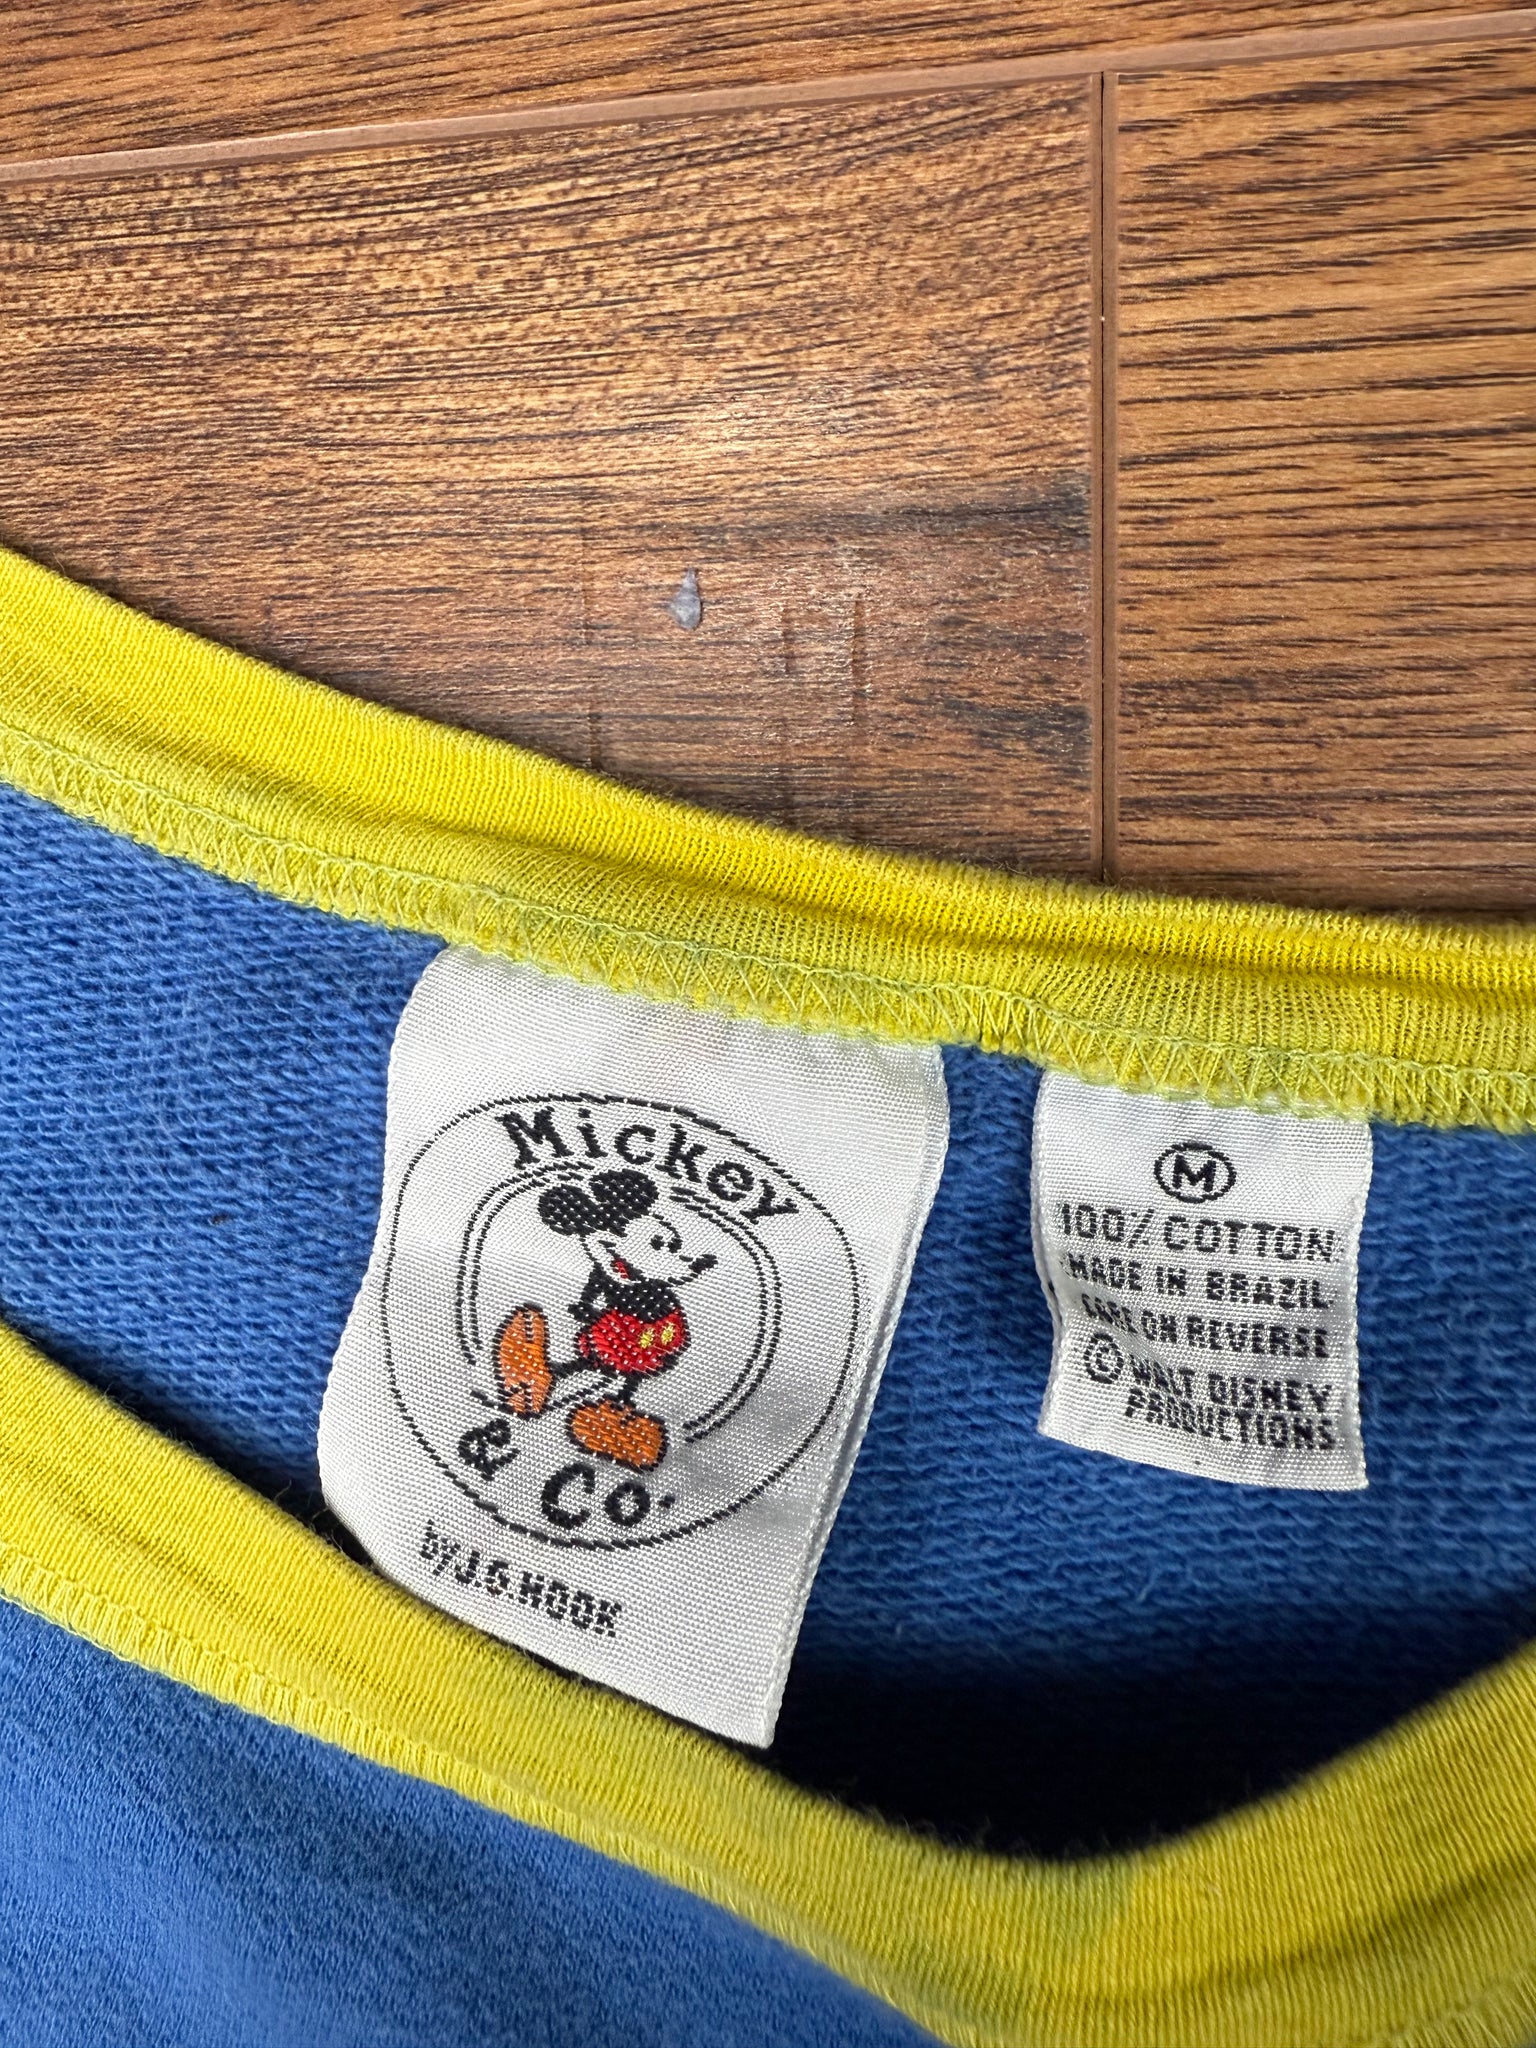 Mickey
& Co.
by J.G. HOOK
M
100% COTTON
MADE IN BRAZIL
CARE ON REVERSE
© WALT DISNEY
PRODUCTIONS